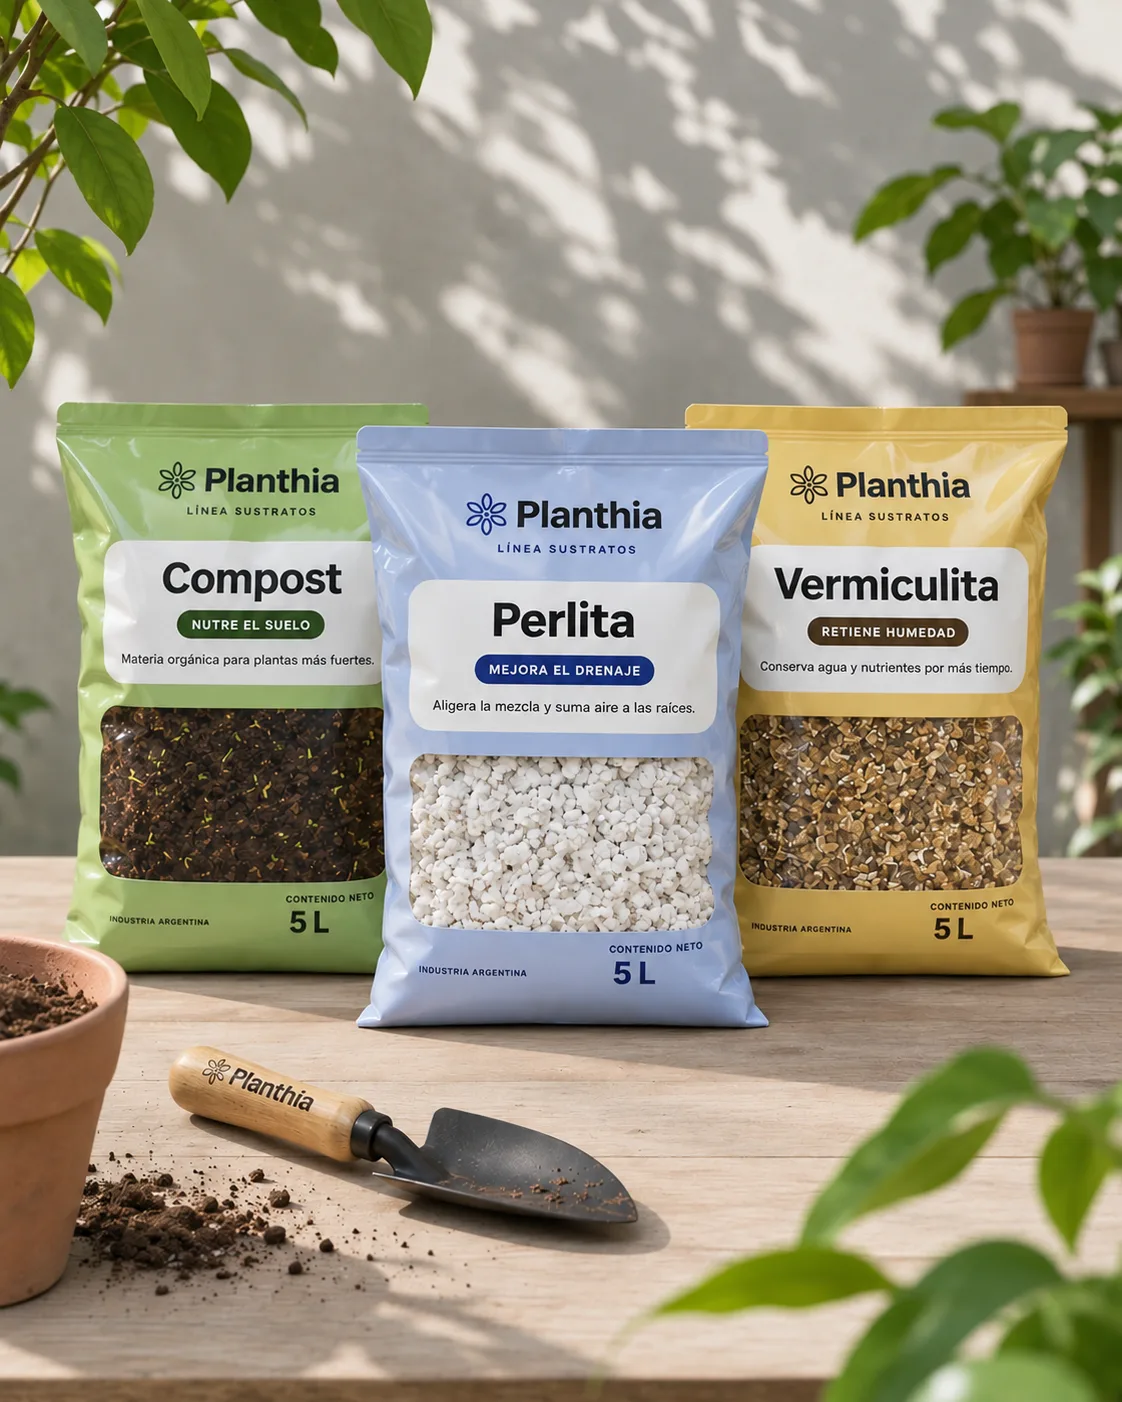 Planthia
LÍNEA SUSTRATOS
Compost
NUTRE EL SUELO
Materia orgánica para plantas más fuertes.
INDUSTRIA ARGENTINA
CONTENIDO NETO
5 L
Planthia
LÍNEA SUSTRATOS
Perlita
MEJORA EL DRENAJE
Aligera la mezcla y suma aire a las raíces.
INDUSTRIA ARGENTINA
CONTENIDO NETO
5 L
Planthia
LÍNEA SUSTRATOS
Vermiculita
RETIENE HUMEDAD
Conserva agua y nutrientes por más tiempo.
INDUSTRIA ARGENTINA
CONTENIDO NETO
5 L
Planthia